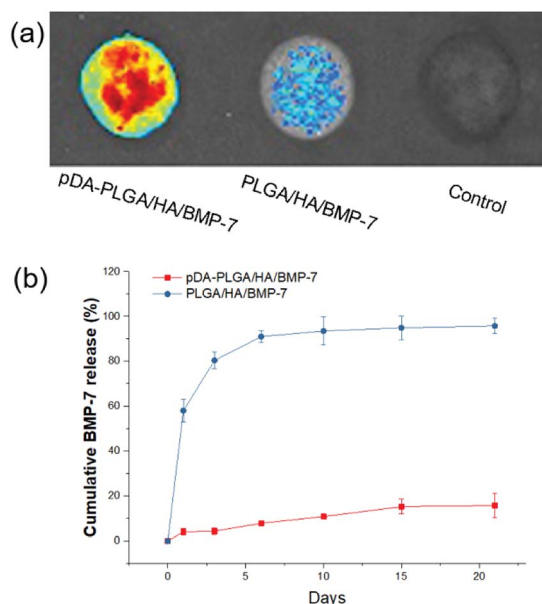 (a)
pDA-PLGA/HA/BMP-7
PLGA/HA/BMP-7
Control
(b)
pDA-PLGA/HA/BMP-7
PLGA/HA/BMP-7
Cumulative BMP-7 release (%)
120
100
80
60
40
20
0
0
5
10
15
20
Days